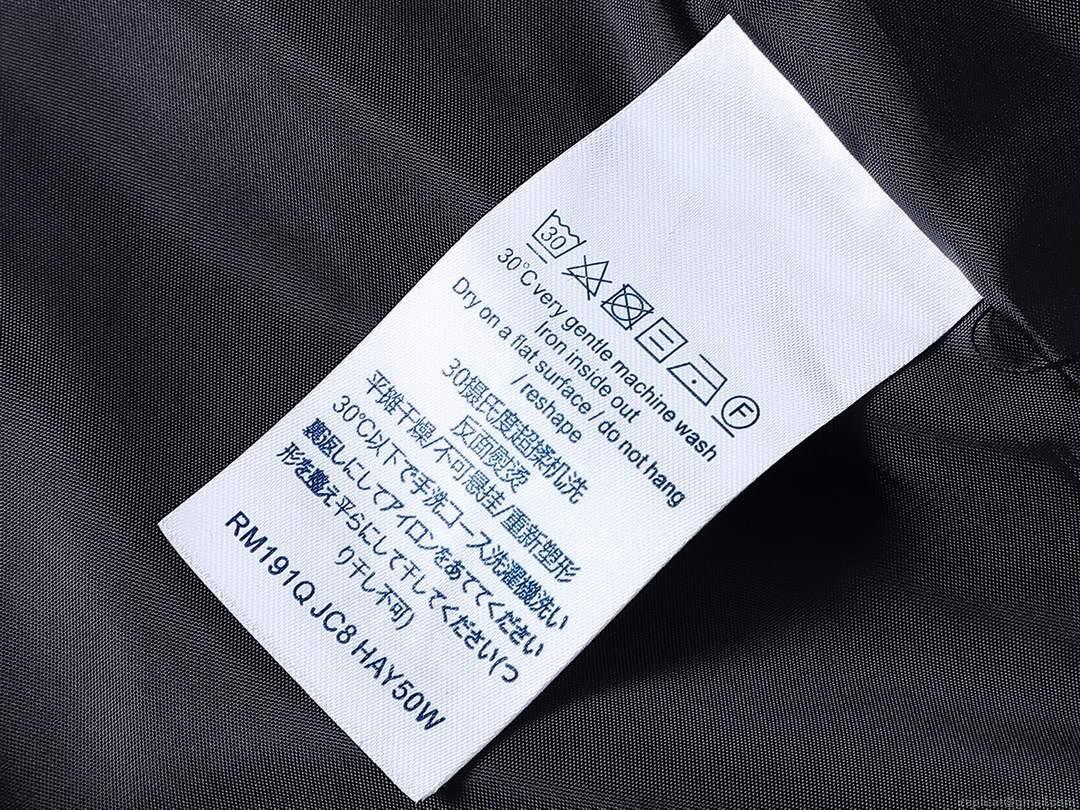 30
F
30°C very gentle machine wash
Iron inside out
Dry on a flat surface / do not hang
/ reshape
30摄氏度超揉机洗
反面熨烫
平摊干燥/不可悬挂/重新塑形
30℃以下で手洗コース洗濯機洗い
裏返しにしてアイロンをあててください
形を整え平らにして干してください(つ
り干し不可)
RM191Q JC8 HAY50W